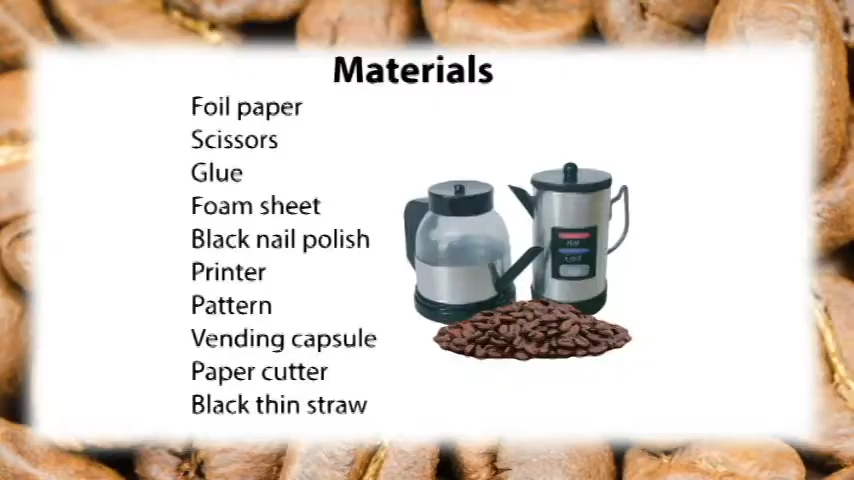 Materials
Foil paper
Scissors
Glue
Foam sheet
Black nail polish
Printer
Pattern
Vending capsule
Paper cutter
Black thin straw